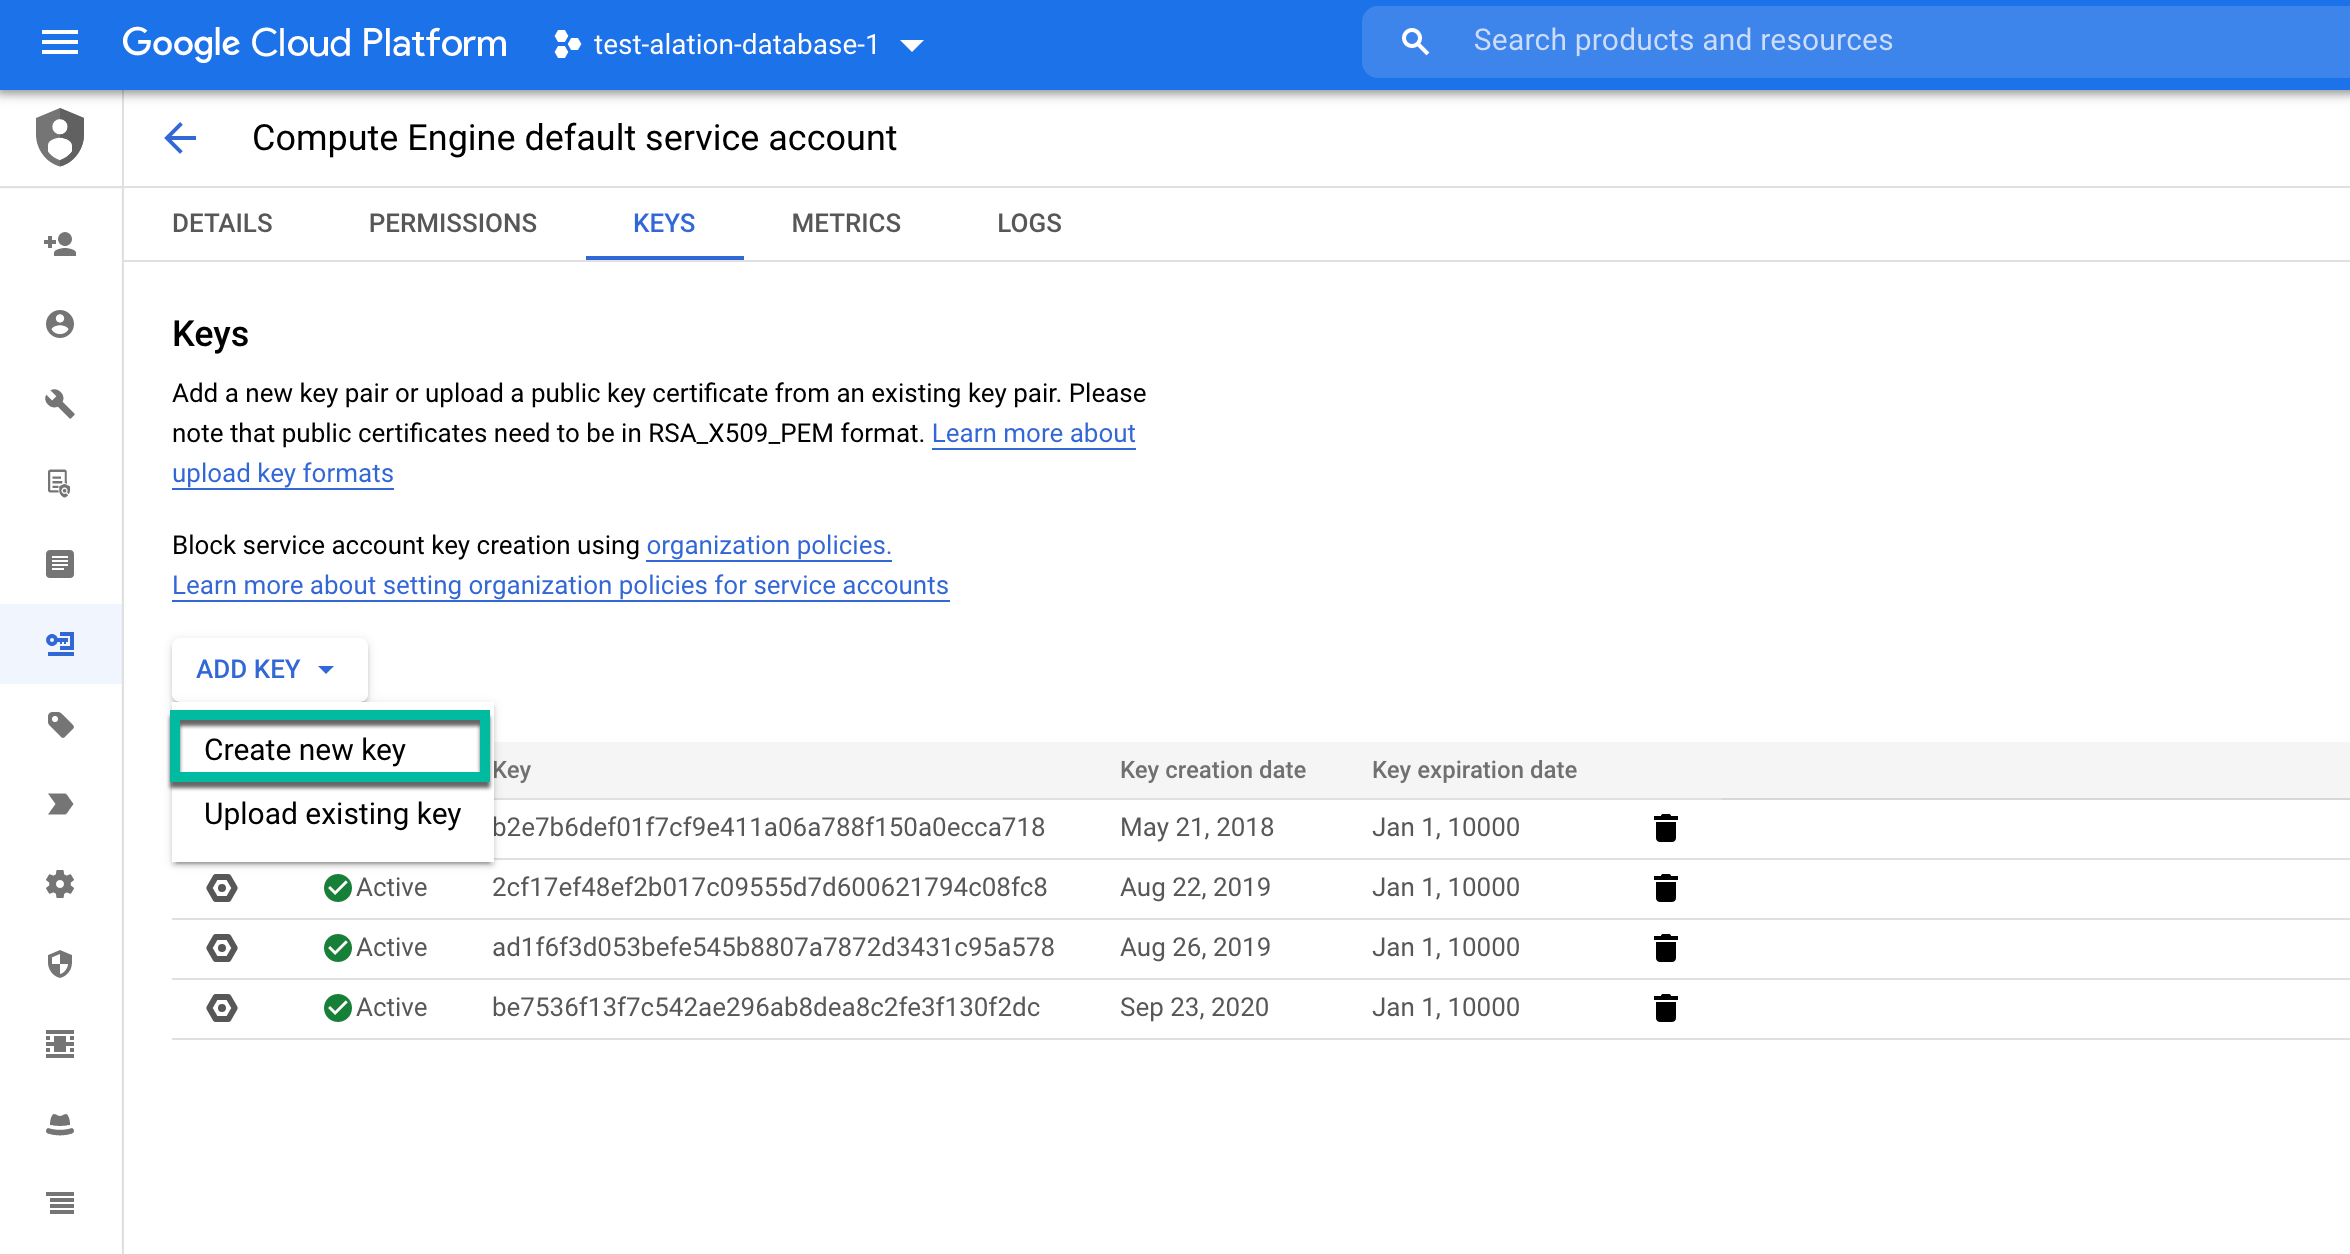 Google Cloud Platform test-alation-database-1 Search products and resources
Compute Engine default service account
DETAILS PERMISSIONS KEYS METRICS LOGS
Keys
Add a new key pair or upload a public key certificate from an existing key pair. Please
note that public certificates need to be in RSA_X509_PEM format. Learn more about
upload key formats
Block service account key creation using organization policies.
Learn more about setting organization policies for service accounts
ADD KEY
Create new key
Upload existing key
Key Key creation date Key expiration date
b2e7b6def01f7cf9e411a06a788f150a0ecca718 May 21, 2018 Jan 1, 10000
Active 2cf17ef48ef2b017c09555d7d600621794c08fc8 Aug 22, 2019 Jan 1, 10000
Active ad1f6f3d053befe545b8807a7872d3431c95a578 Aug 26, 2019 Jan 1, 10000
Active be7536f13f7c542ae296ab8dea8c2fe3f130f2dc Sep 23, 2020 Jan 1, 10000